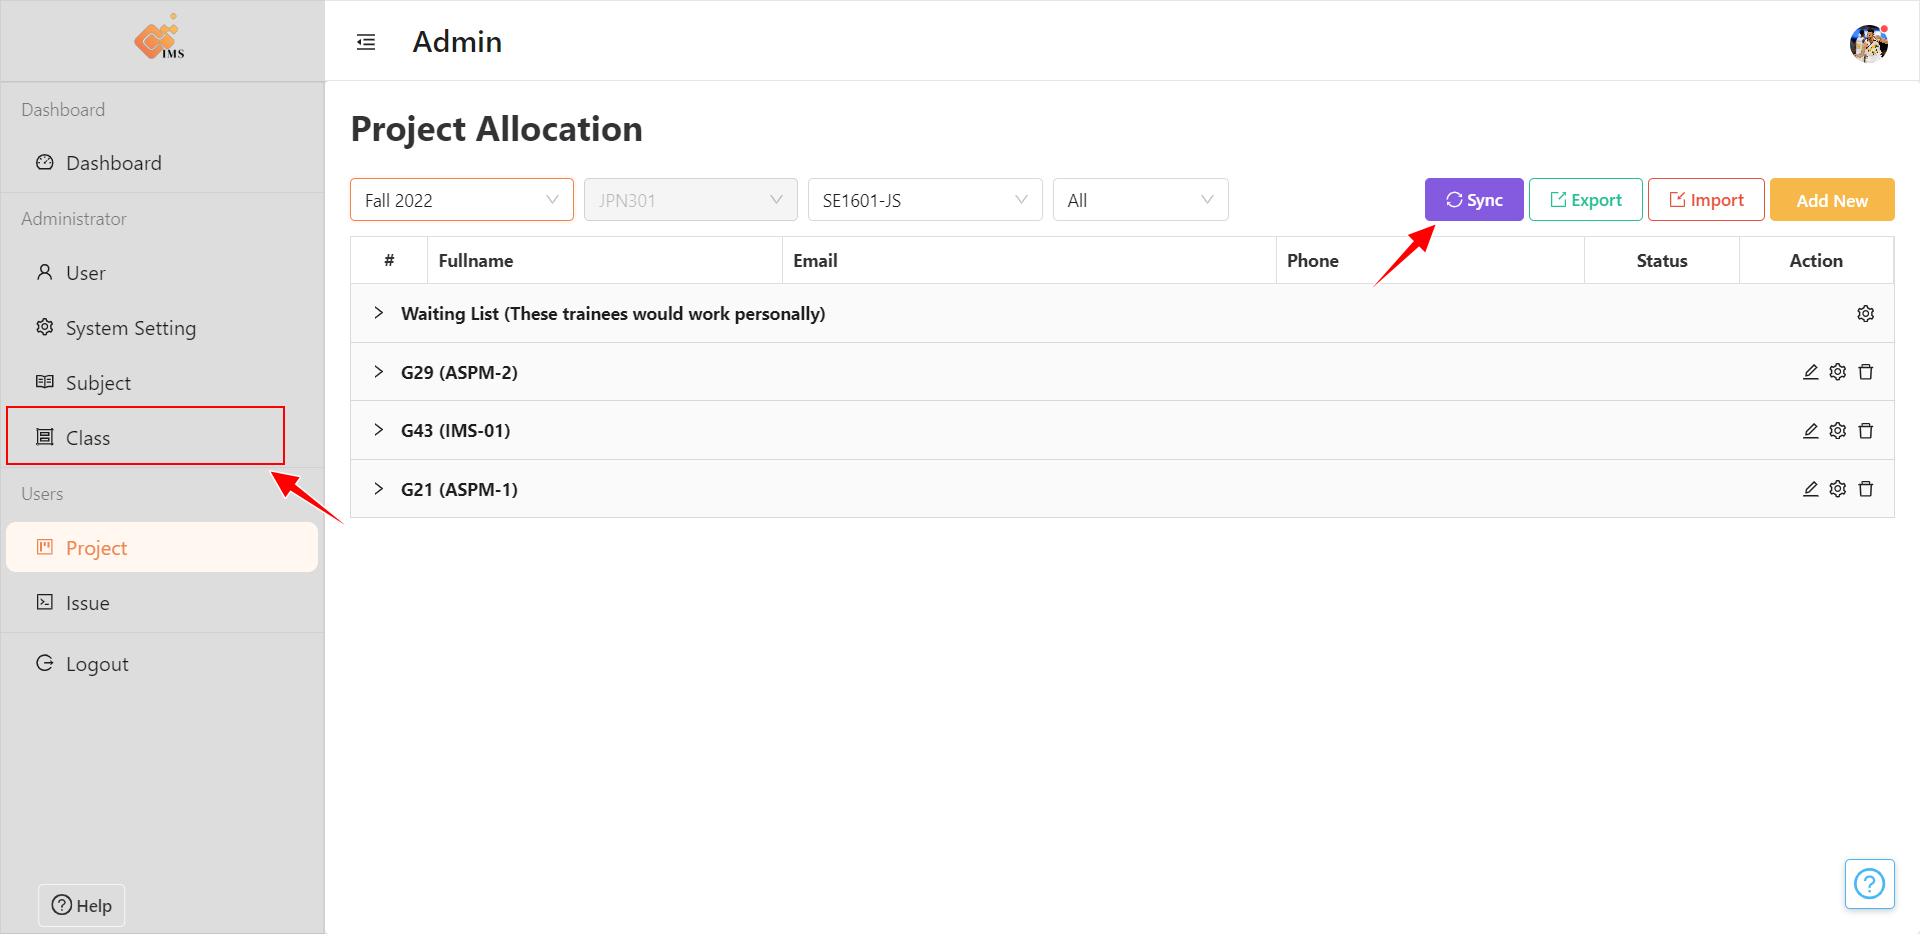 IMS
Admin
Dashboard
Dashboard
Administrator
User
System Setting
Subject
Class
Users
Project
Issue
Logout
Help
Project Allocation
Fall 2022 JPN301 SE1601-JS All Sync Export Import Add New
# Fullname Email Phone Status Action
Waiting List (These trainees would work personally)
G29 (ASPM-2)
G43 (IMS-01)
G21 (ASPM-1)